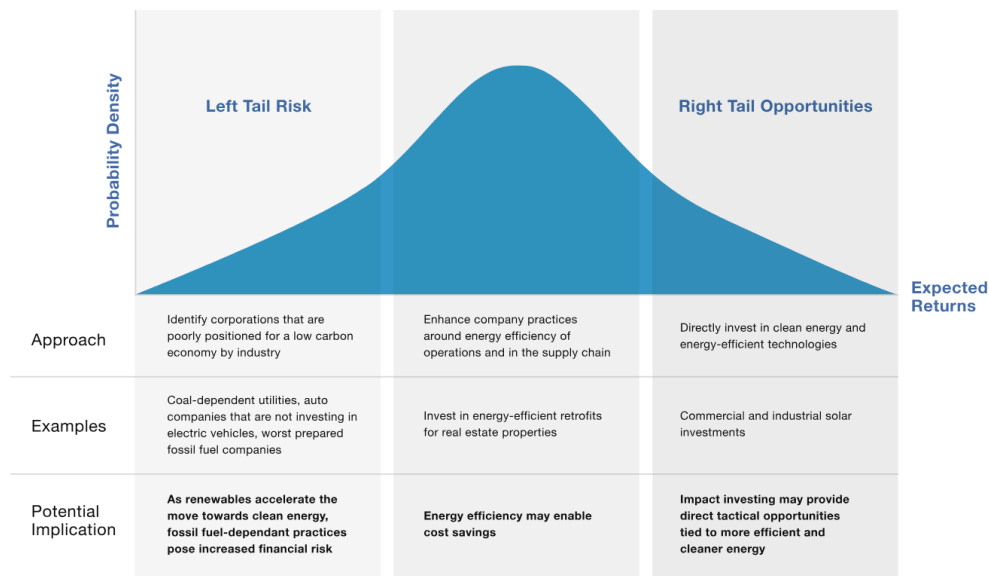 Probability Density
Left Tail Risk
Right Tail Opportunities
Expected
Returns
Approach
Identify corporations that are
poorly positioned for a low carbon
economy by industry
Enhance company practices
around energy efficiency of
operations and in the supply chain
Directly invest in clean energy and
energy-efficient technologies
Examples
Coal-dependent utilities, auto
companies that are not investing in
electric vehicles, worst prepared
fossil fuel companies
Invest in energy-efficient retrofits
for real estate properties
Commercial and industrial solar
investments
Potential
Implication
As renewables accelerate the
move towards clean energy,
fossil fuel-dependant practices
pose increased financial risk
Energy efficiency may enable
cost savings
Impact investing may provide
direct tactical opportunities
tied to more efficient and
cleaner energy